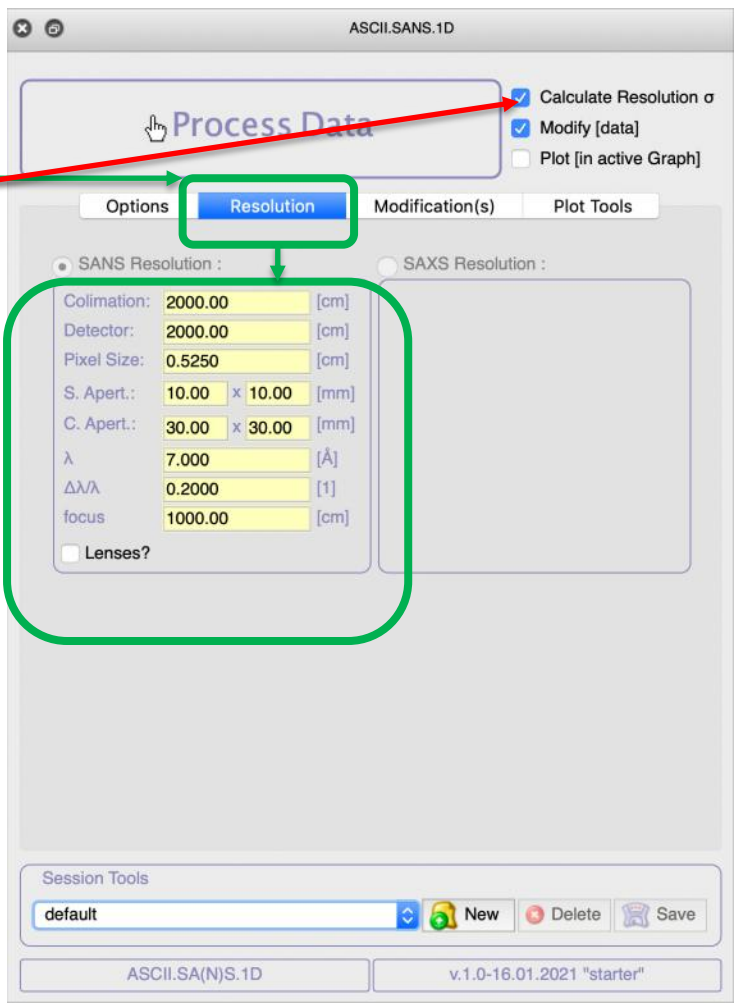 ASCII.SANS.1D
Process Data
Calculate Resolution σ
Modify [data]
Plot [in active Graph]
Options Resolution Modification(s) Plot Tools
SANS Resolution : SAXS Resolution :
Colimation: 2000.00 [cm]
Detector: 2000.00 [cm]
Pixel Size: 0.5250 [cm]
S. Apert.: 10.00 x 10.00 [mm]
C. Apert.: 30.00 x 30.00 [mm]
λ 7.000 [Å]
Δλ/λ 0.2000 [1]
focus 1000.00 [cm]
Lenses?
Session Tools
default New Delete Save
ASCII.SA(N)S.1D v.1.0-16.01.2021 "starter"